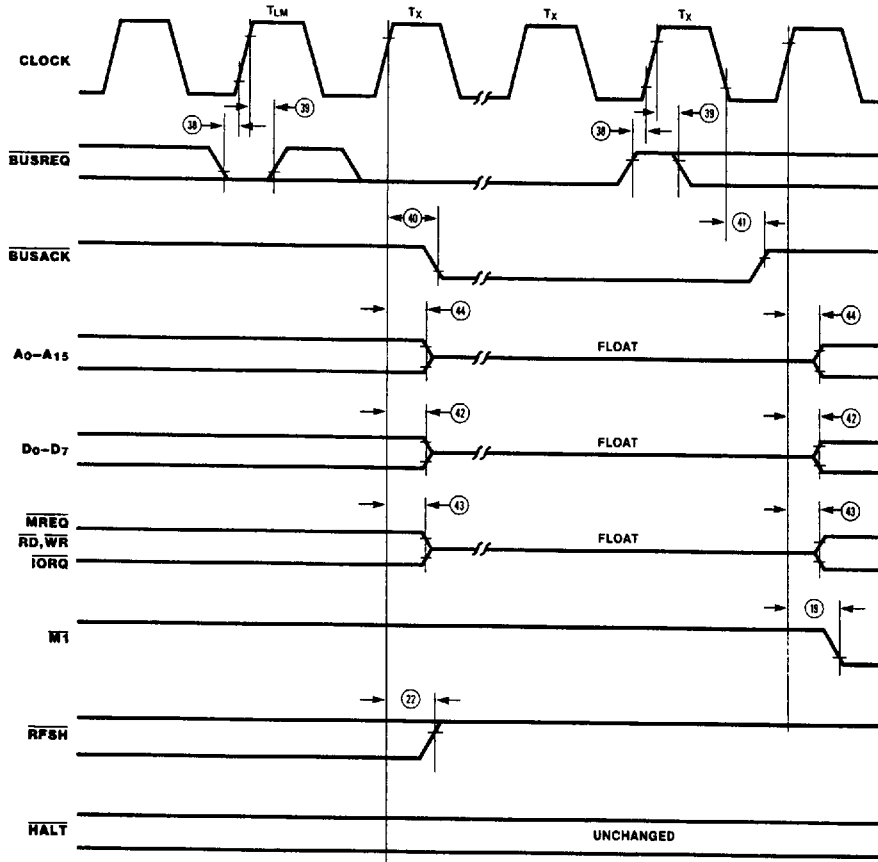 TLM TX TX TX
CLOCK
38 39 38 39
BUSREQ
40 41
BUSACK
44 44
A0–A15 FLOAT
42 42
D0–D7 FLOAT
43 43
MREQ
RD, WR FLOAT
IORQ
19
M1
22
RFSH
HALT UNCHANGED